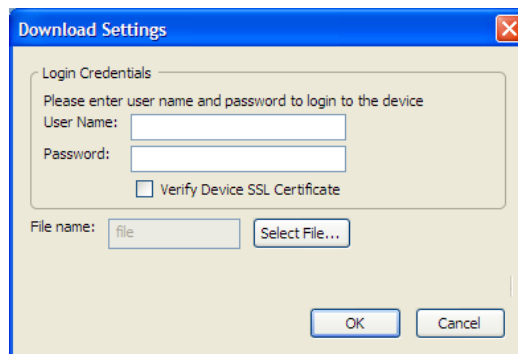 Download Settings
Login Credentials
Please enter user name and password to login to the device
User Name:
Password:
Verify Device SSL Certificate
File name: file Select File...
OK Cancel